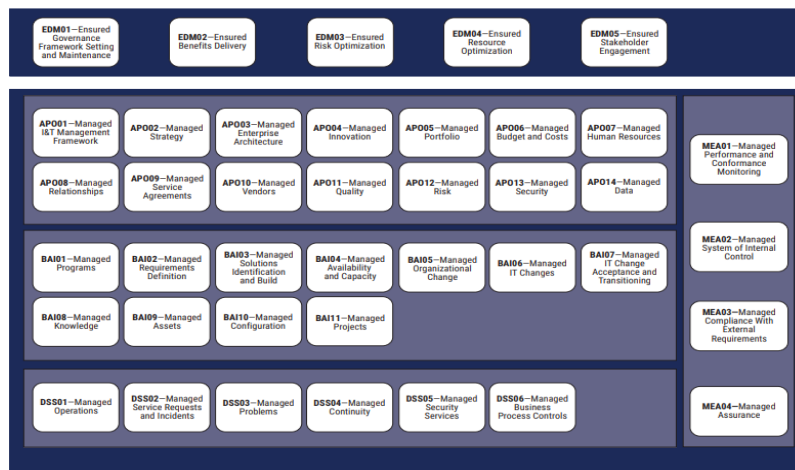 EDM01—Ensured
Governance
Framework Setting
and Maintenance
EDM02—Ensured
Benefits Delivery
EDM03—Ensured
Risk Optimization
EDM04—Ensured
Resource
Optimization
EDM05—Ensured
Stakeholder
Engagement
APO01—Managed
I&T Management
Framework
APO02—Managed
Strategy
APO03—Managed
Enterprise
Architecture
APO04—Managed
Innovation
APO05—Managed
Portfolio
APO06—Managed
Budget and Costs
APO07—Managed
Human Resources
APO08—Managed
Relationships
APO09—Managed
Service
Agreements
APO10—Managed
Vendors
APO11—Managed
Quality
APO12—Managed
Risk
APO13—Managed
Security
APO14—Managed
Data
BAI01—Managed
Programs
BAI02—Managed
Requirements
Definition
BAI03—Managed
Solutions
Identification
and Build
BAI04—Managed
Availability
and Capacity
BAI05—Managed
Organizational
Change
BAI06—Managed
IT Changes
BAI07—Managed
IT Change
Acceptance and
Transitioning
BAI08—Managed
Knowledge
BAI09—Managed
Assets
BAI10—Managed
Configuration
BAI11—Managed
Projects
DSS01—Managed
Operations
DSS02—Managed
Service Requests
and Incidents
DSS03—Managed
Problems
DSS04—Managed
Continuity
DSS05—Managed
Security
Services
DSS06—Managed
Business
Process Controls
MEA01—Managed
Performance and
Conformance
Monitoring
MEA02—Managed
System of Internal
Control
MEA03—Managed
Compliance With
External
Requirements
MEA04—Managed
Assurance